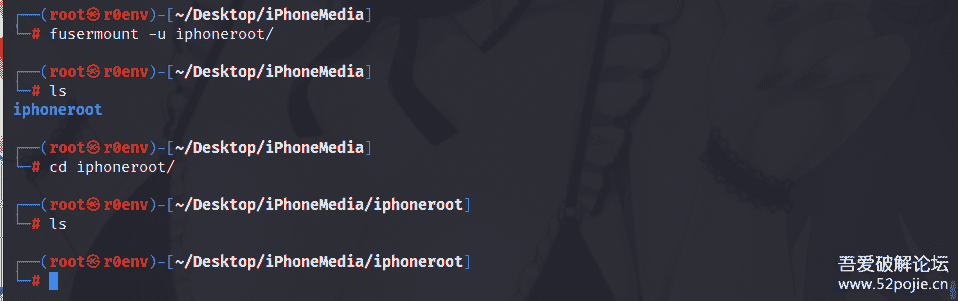 ┌──(root㉿r0env)-[~/Desktop/iPhoneMedia]
└─# fusermount -u iphoneroot/
┌──(root㉿r0env)-[~/Desktop/iPhoneMedia]
└─# ls
iphoneroot
┌──(root㉿r0env)-[~/Desktop/iPhoneMedia]
└─# cd iphoneroot/
┌──(root㉿r0env)-[~/Desktop/iPhoneMedia/iphoneroot]
└─# ls
┌──(root㉿r0env)-[~/Desktop/iPhoneMedia/iphoneroot]
└─#
吾爱破解论坛
www.52pojie.cn